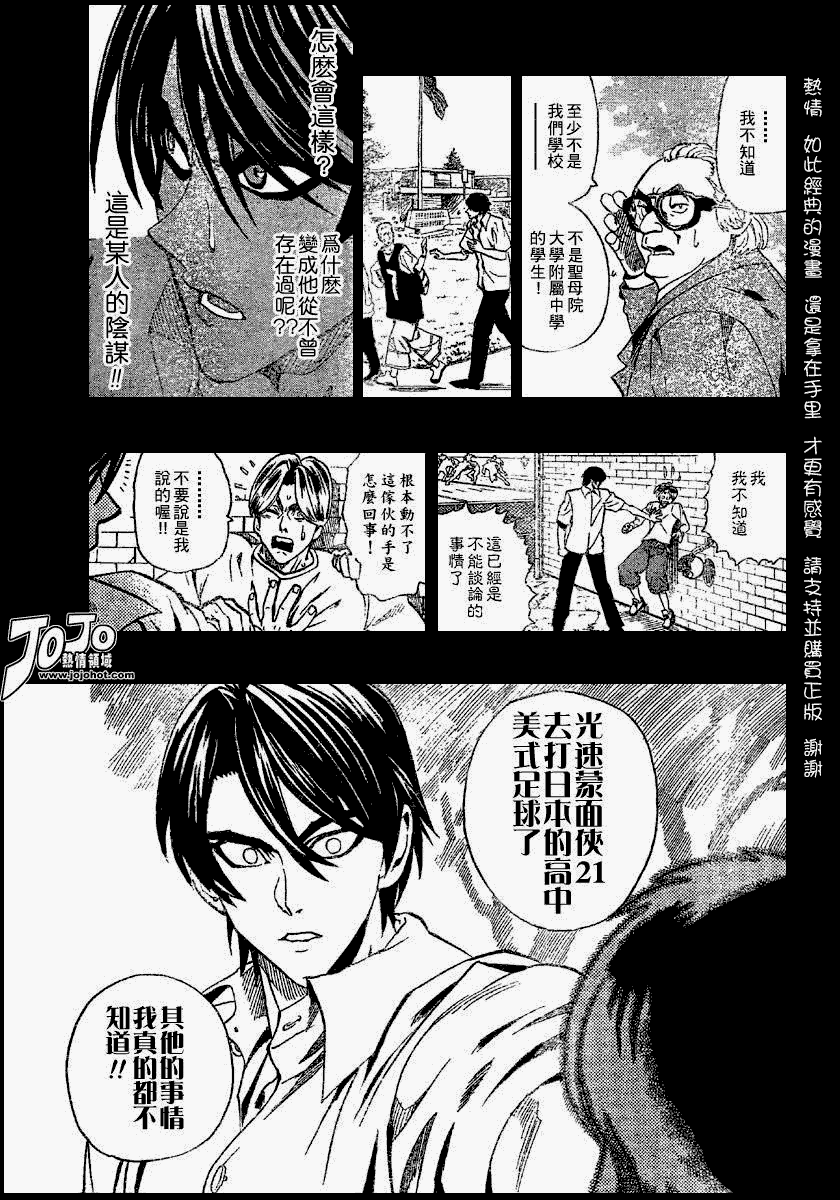 ……
我不知道
至少不是
我們學校
——
不是聖母院
大學附屬中學
的學生！
怎麽會這樣？
爲什麽
變成他從不曾
存在過呢??
這是某人的陰謀!!
我
我不知道
這已經是
不能談論的
事情了
根本動不了
這傢伙的手是
怎麼回事！
……
不要說是我
說的喔!!
光速蒙面俠21
去打日本的高中
美式足球了
其他的事情
我真的都不
知道!!
熱情 如此經典的漫畫 還是拿在手里 才更有感覺 請支持並購買正版 謝謝
JOJO
熱情領域
www.jojohot.com